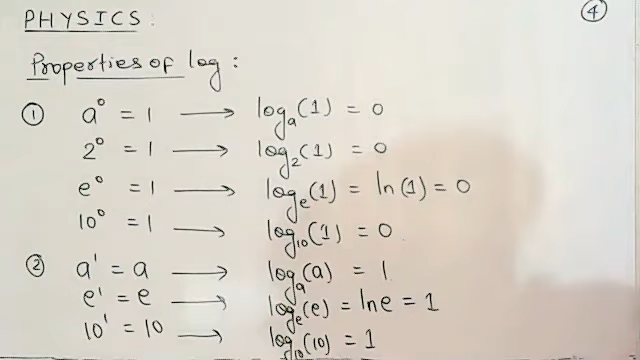 PHYSICS: ④
Properties of log:
① a⁰ = 1 ⟶ logₐ(1) = 0
2⁰ = 1 ⟶ log₂(1) = 0
e⁰ = 1 ⟶ logₑ(1) = ln(1) = 0
10⁰ = 1 ⟶ log₁₀(1) = 0
② a¹ = a ⟶ logₐ(a) = 1
e¹ = e ⟶ logₑ(e) = lne = 1
10¹ = 10 ⟶ log₁₀(10) = 1